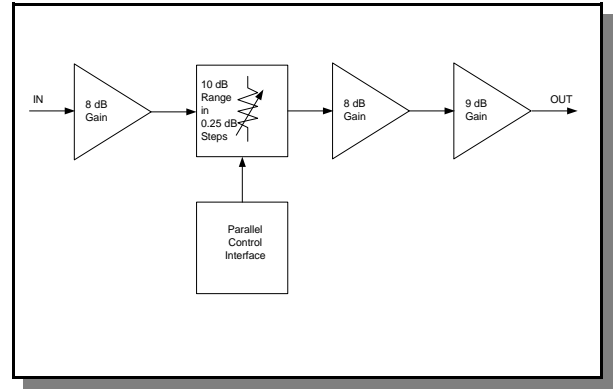 IN
8 dB
Gain
10 dB
Range
in
0.25 dB
Steps
8 dB
Gain
9 dB
Gain
OUT
Parallel
Control
Interface